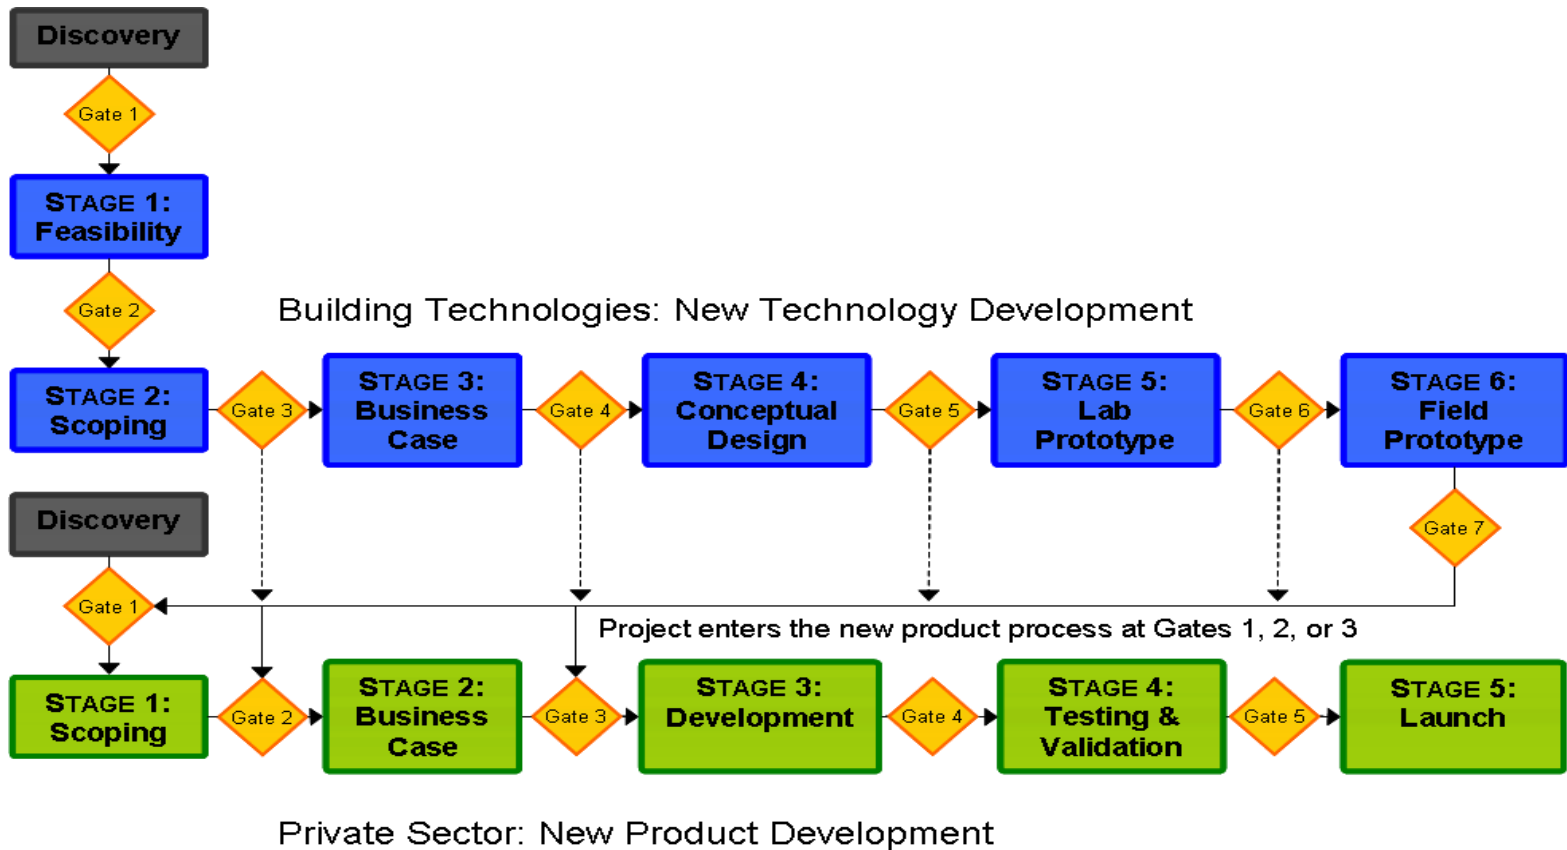 Discovery
Gate 1
STAGE 1:
Feasibility
Gate 2
Building Technologies: New Technology Development
STAGE 2:
Scoping
Gate 3
STAGE 3:
Business
Case
Gate 4
STAGE 4:
Conceptual
Design
Gate 5
STAGE 5:
Lab
Prototype
Gate 6
STAGE 6:
Field
Prototype
Gate 7
Discovery
Gate 1
Project enters the new product process at Gates 1, 2, or 3
STAGE 1:
Scoping
Gate 2
STAGE 2:
Business
Case
Gate 3
STAGE 3:
Development
Gate 4
STAGE 4:
Testing &
Validation
Gate 5
STAGE 5:
Launch
Private Sector: New Product Development